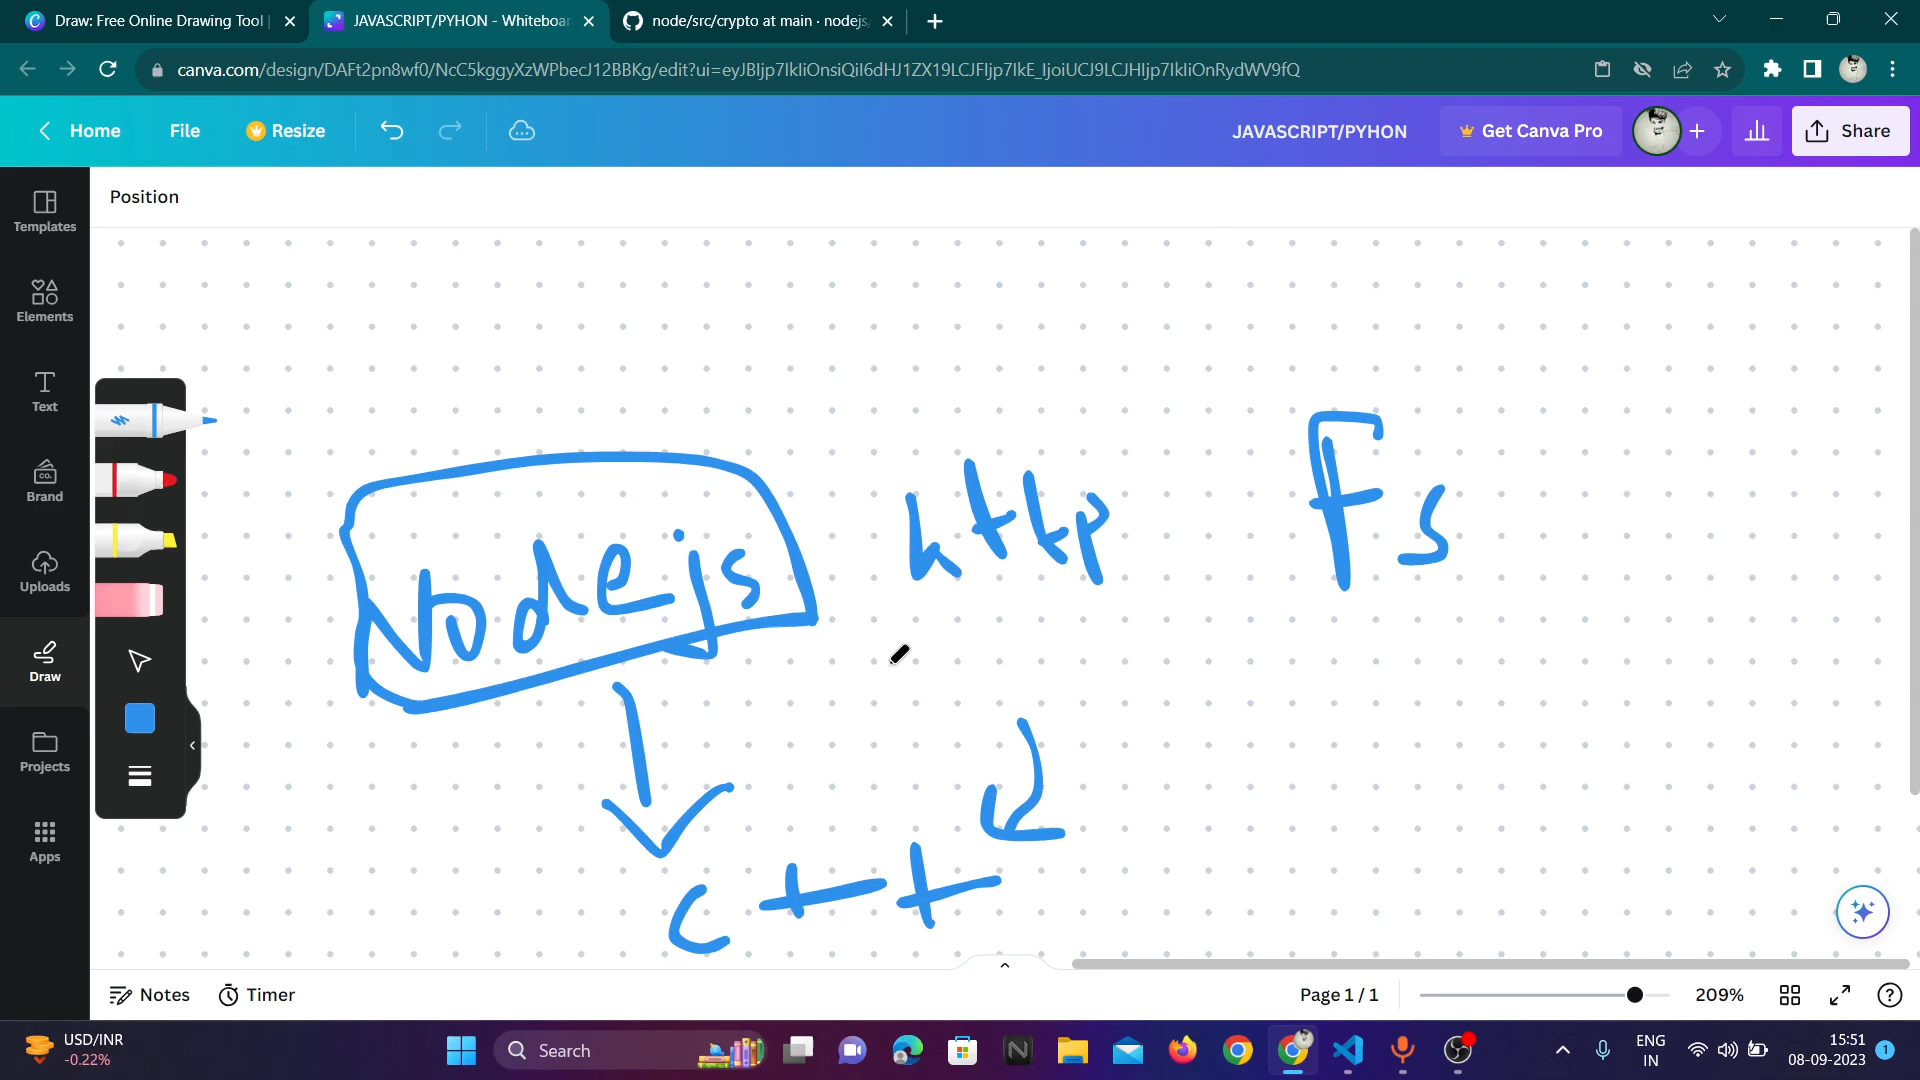 Draw: Free Online Drawing Tool |
JAVASCRIPT/PYHON - Whiteboar
node/src/crypto at main · nodejs/
canva.com/design/DAFt2pn8wf0/NcC5kggyXzWPbecJ12BBKg/edit?ui=eyJBIjp7IkIiOnsiQiI6dHJ1ZX19LCJFIjp7IkE_IjoiUCJ9LCJHIjp7IkIiOnRydWV9fQ
Home
File
Resize
JAVASCRIPT/PYHON
Get Canva Pro
Share
Position
Templates
Elements
Text
CO.
Brand
Uploads
Draw
Projects
Apps
Nodejs
http
Fs
C++
Notes
Timer
Page 1 / 1
209%
USD/INR
-0.22%
Search
ENG
IN
15:51
08-09-2023
1